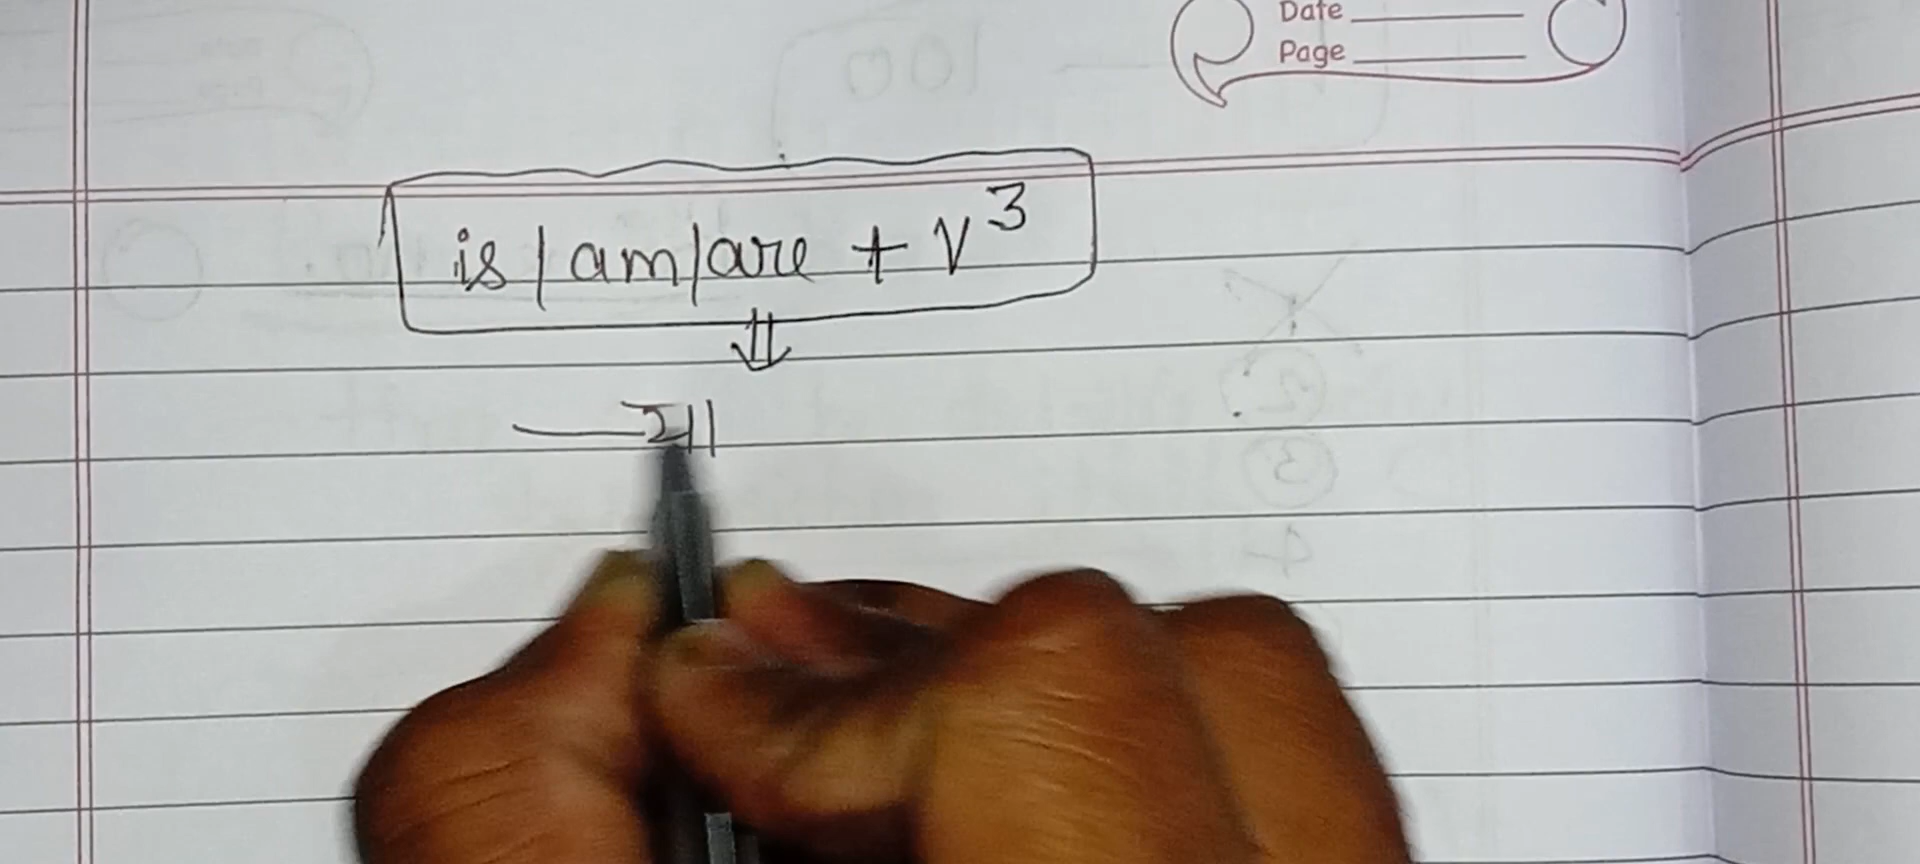 Date
Page
is / am / are + V³